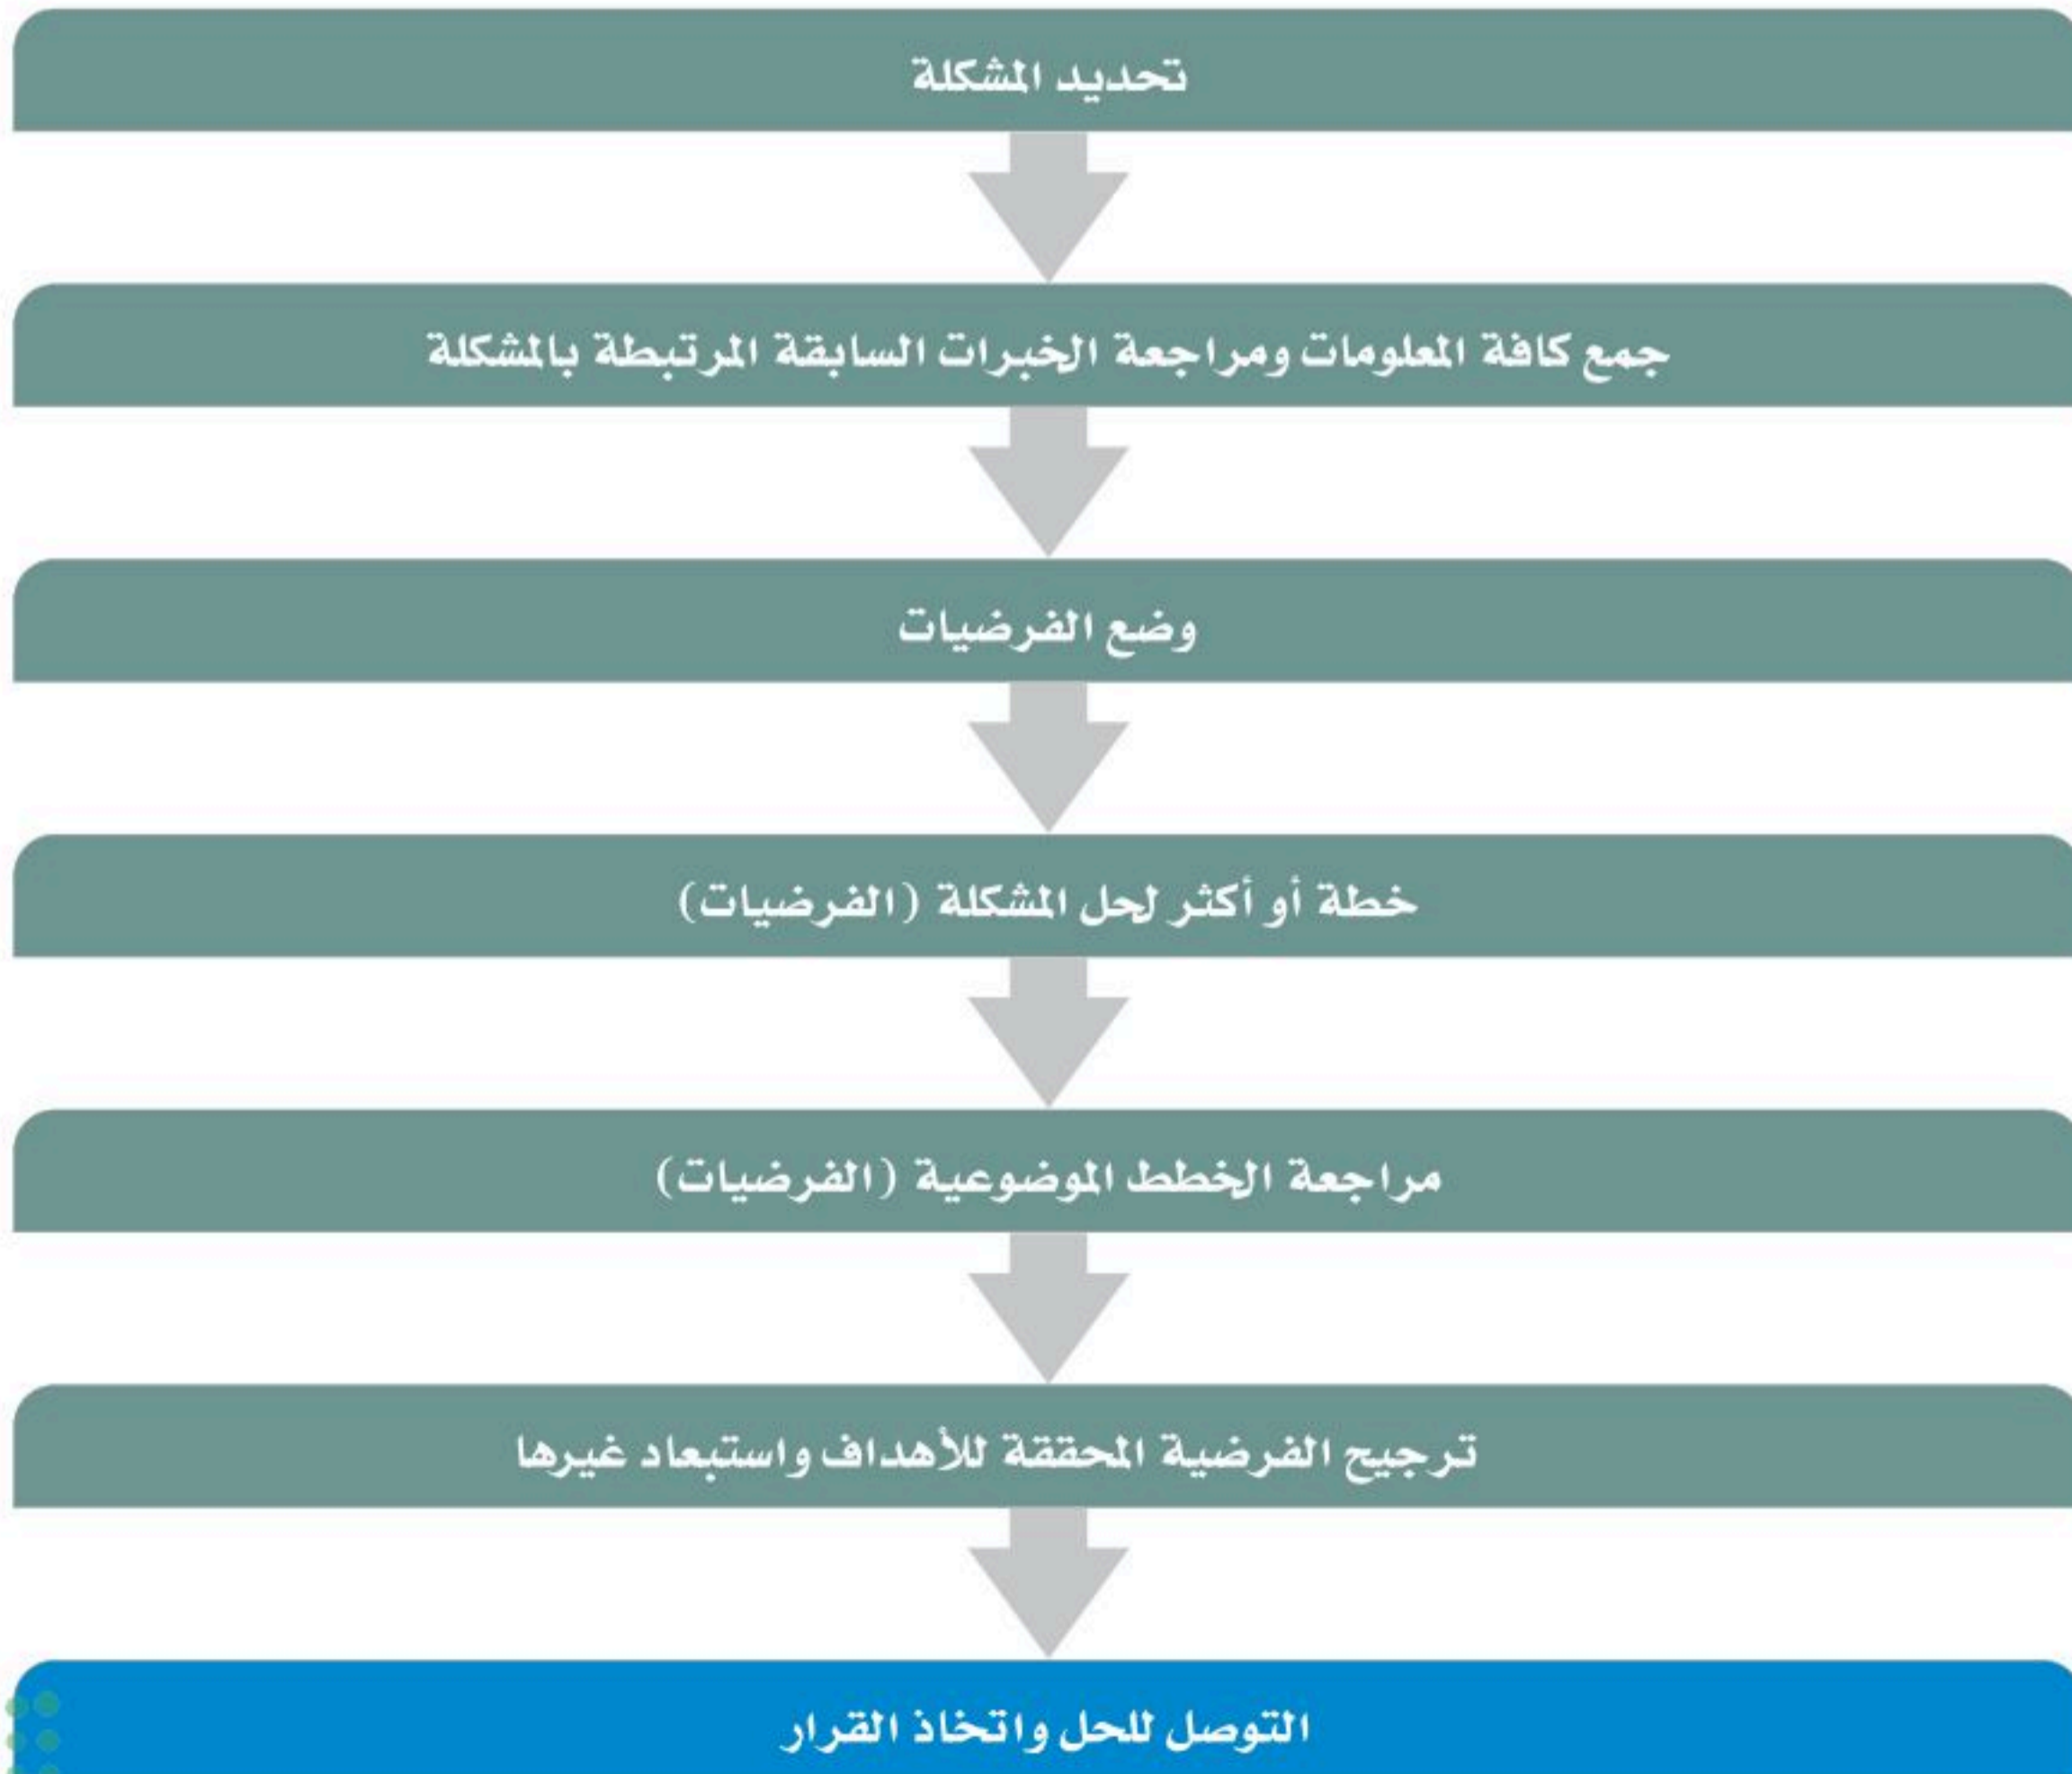 تحديد المشكلة
جمع كافة المعلومات ومراجعة الخبرات السابقة المرتبطة بالمشكلة
وضع الفرضيات
خطة أو أكثر لحل المشكلة (الفرضيات)
مراجعة الخطط الموضوعية (الفرضيات)
ترجيح الفرضية المحققة للأهداف واستبعاد غيرها
التوصل للحل واتخاذ القرار